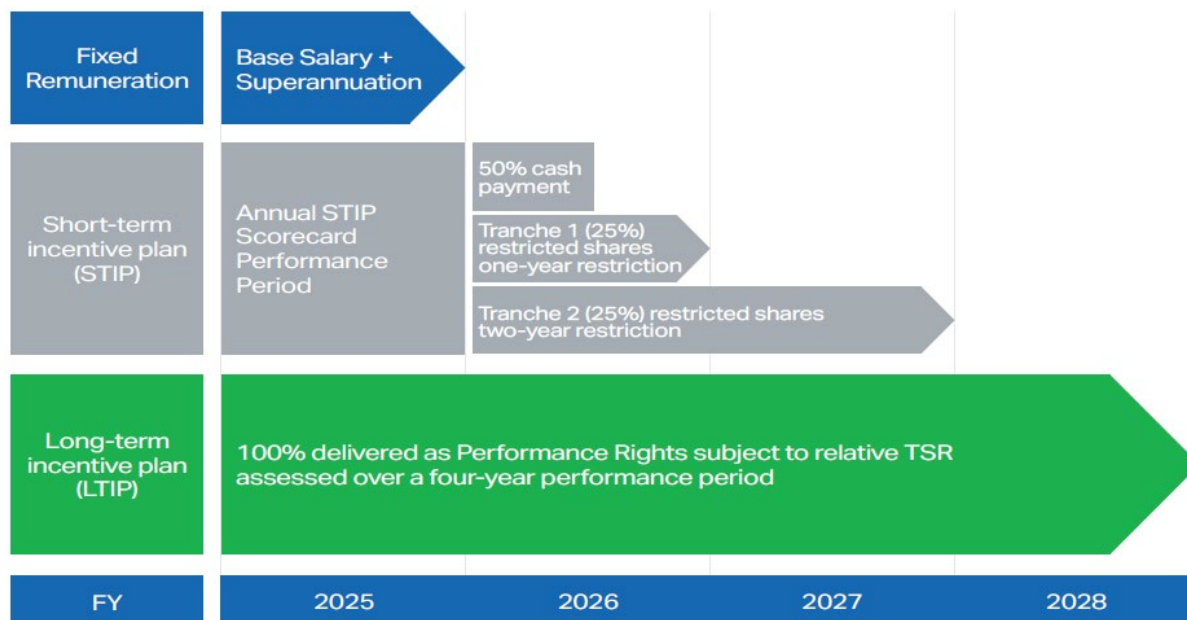 Fixed
Remuneration
Base Salary +
Superannuation
Short-term
incentive plan
(STIP)
Annual STIP
Scorecard
Performance
Period
50% cash
payment
Tranche 1 (25%)
restricted shares
one-year restriction
Tranche 2 (25%) restricted shares
two-year restriction
Long-term
incentive plan
(LTIP)
100% delivered as Performance Rights subject to relative TSR
assessed over a four-year performance period
FY 2025 2026 2027 2028